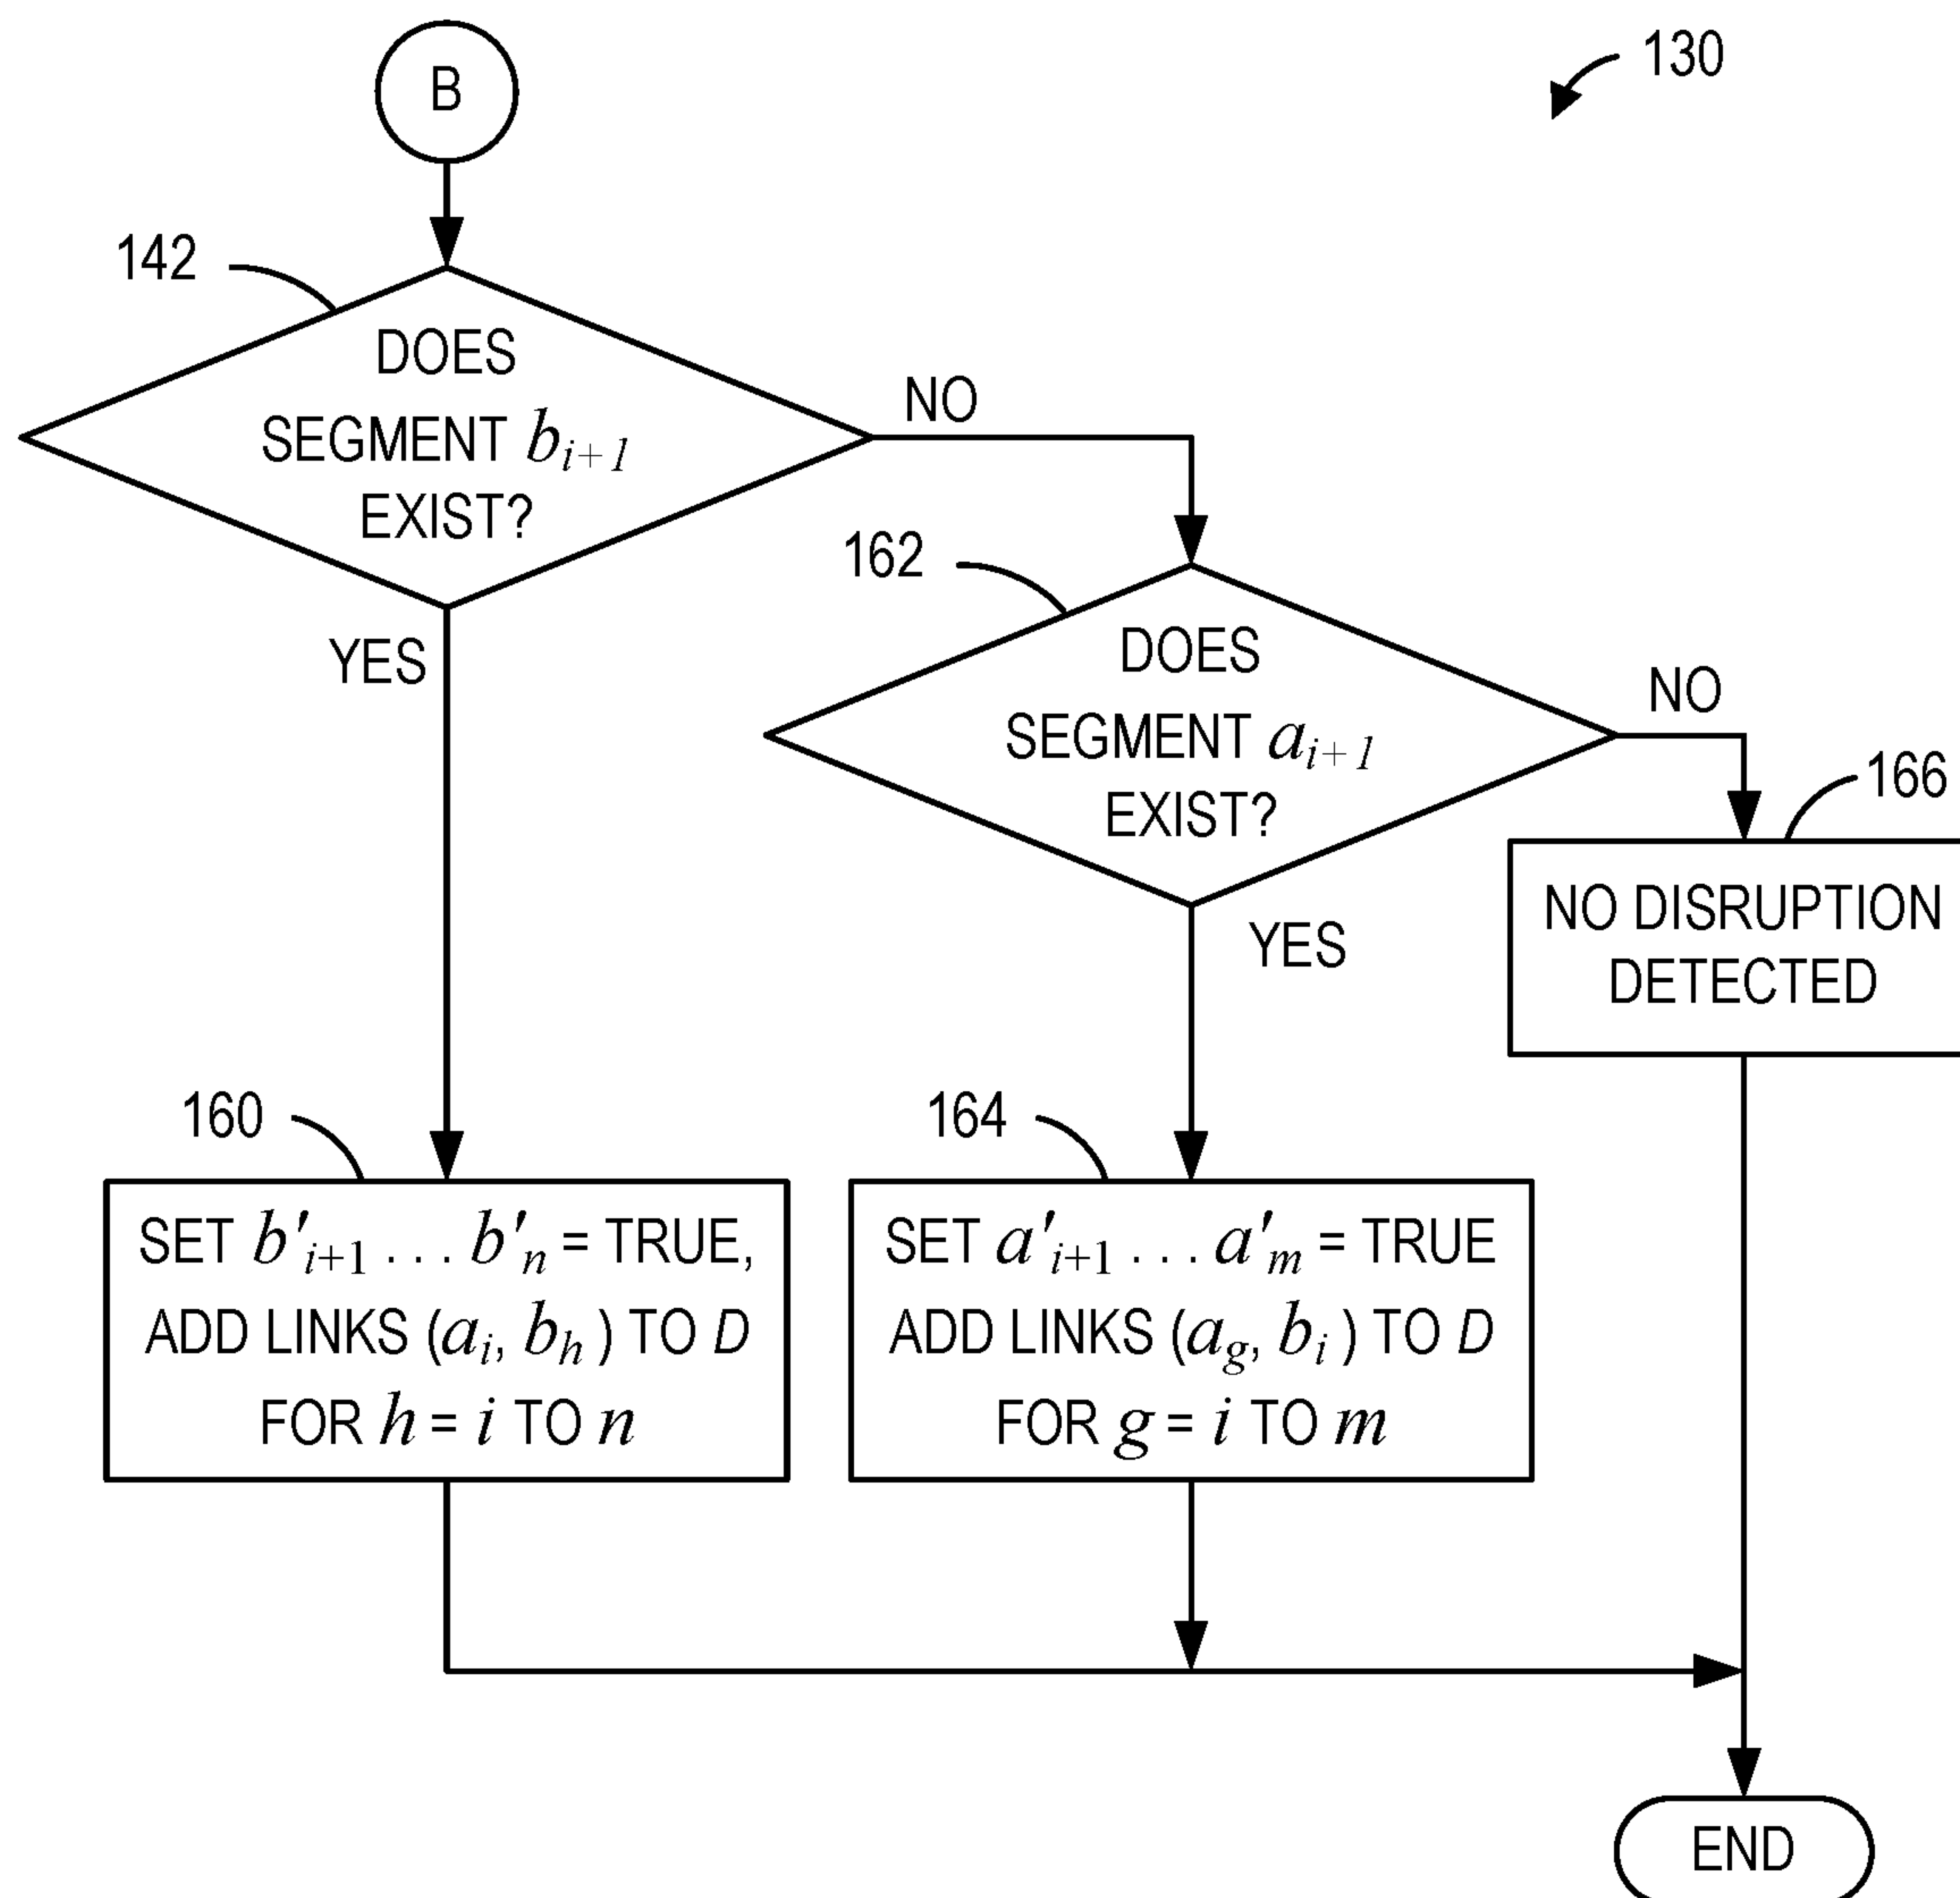 B
130
142
DOES
SEGMENT b_{i+1}
EXIST?
NO
YES
162
DOES
SEGMENT a_{i+1}
EXIST?
NO
YES
166
NO DISRUPTION
DETECTED
160
SET b'_{i+1} . . . b'_n = TRUE,
ADD LINKS (a_i, b_h) TO D
FOR h = i TO n
164
SET a'_{i+1} . . . a'_m = TRUE
ADD LINKS (a_g, b_i) TO D
FOR g = i TO m
END